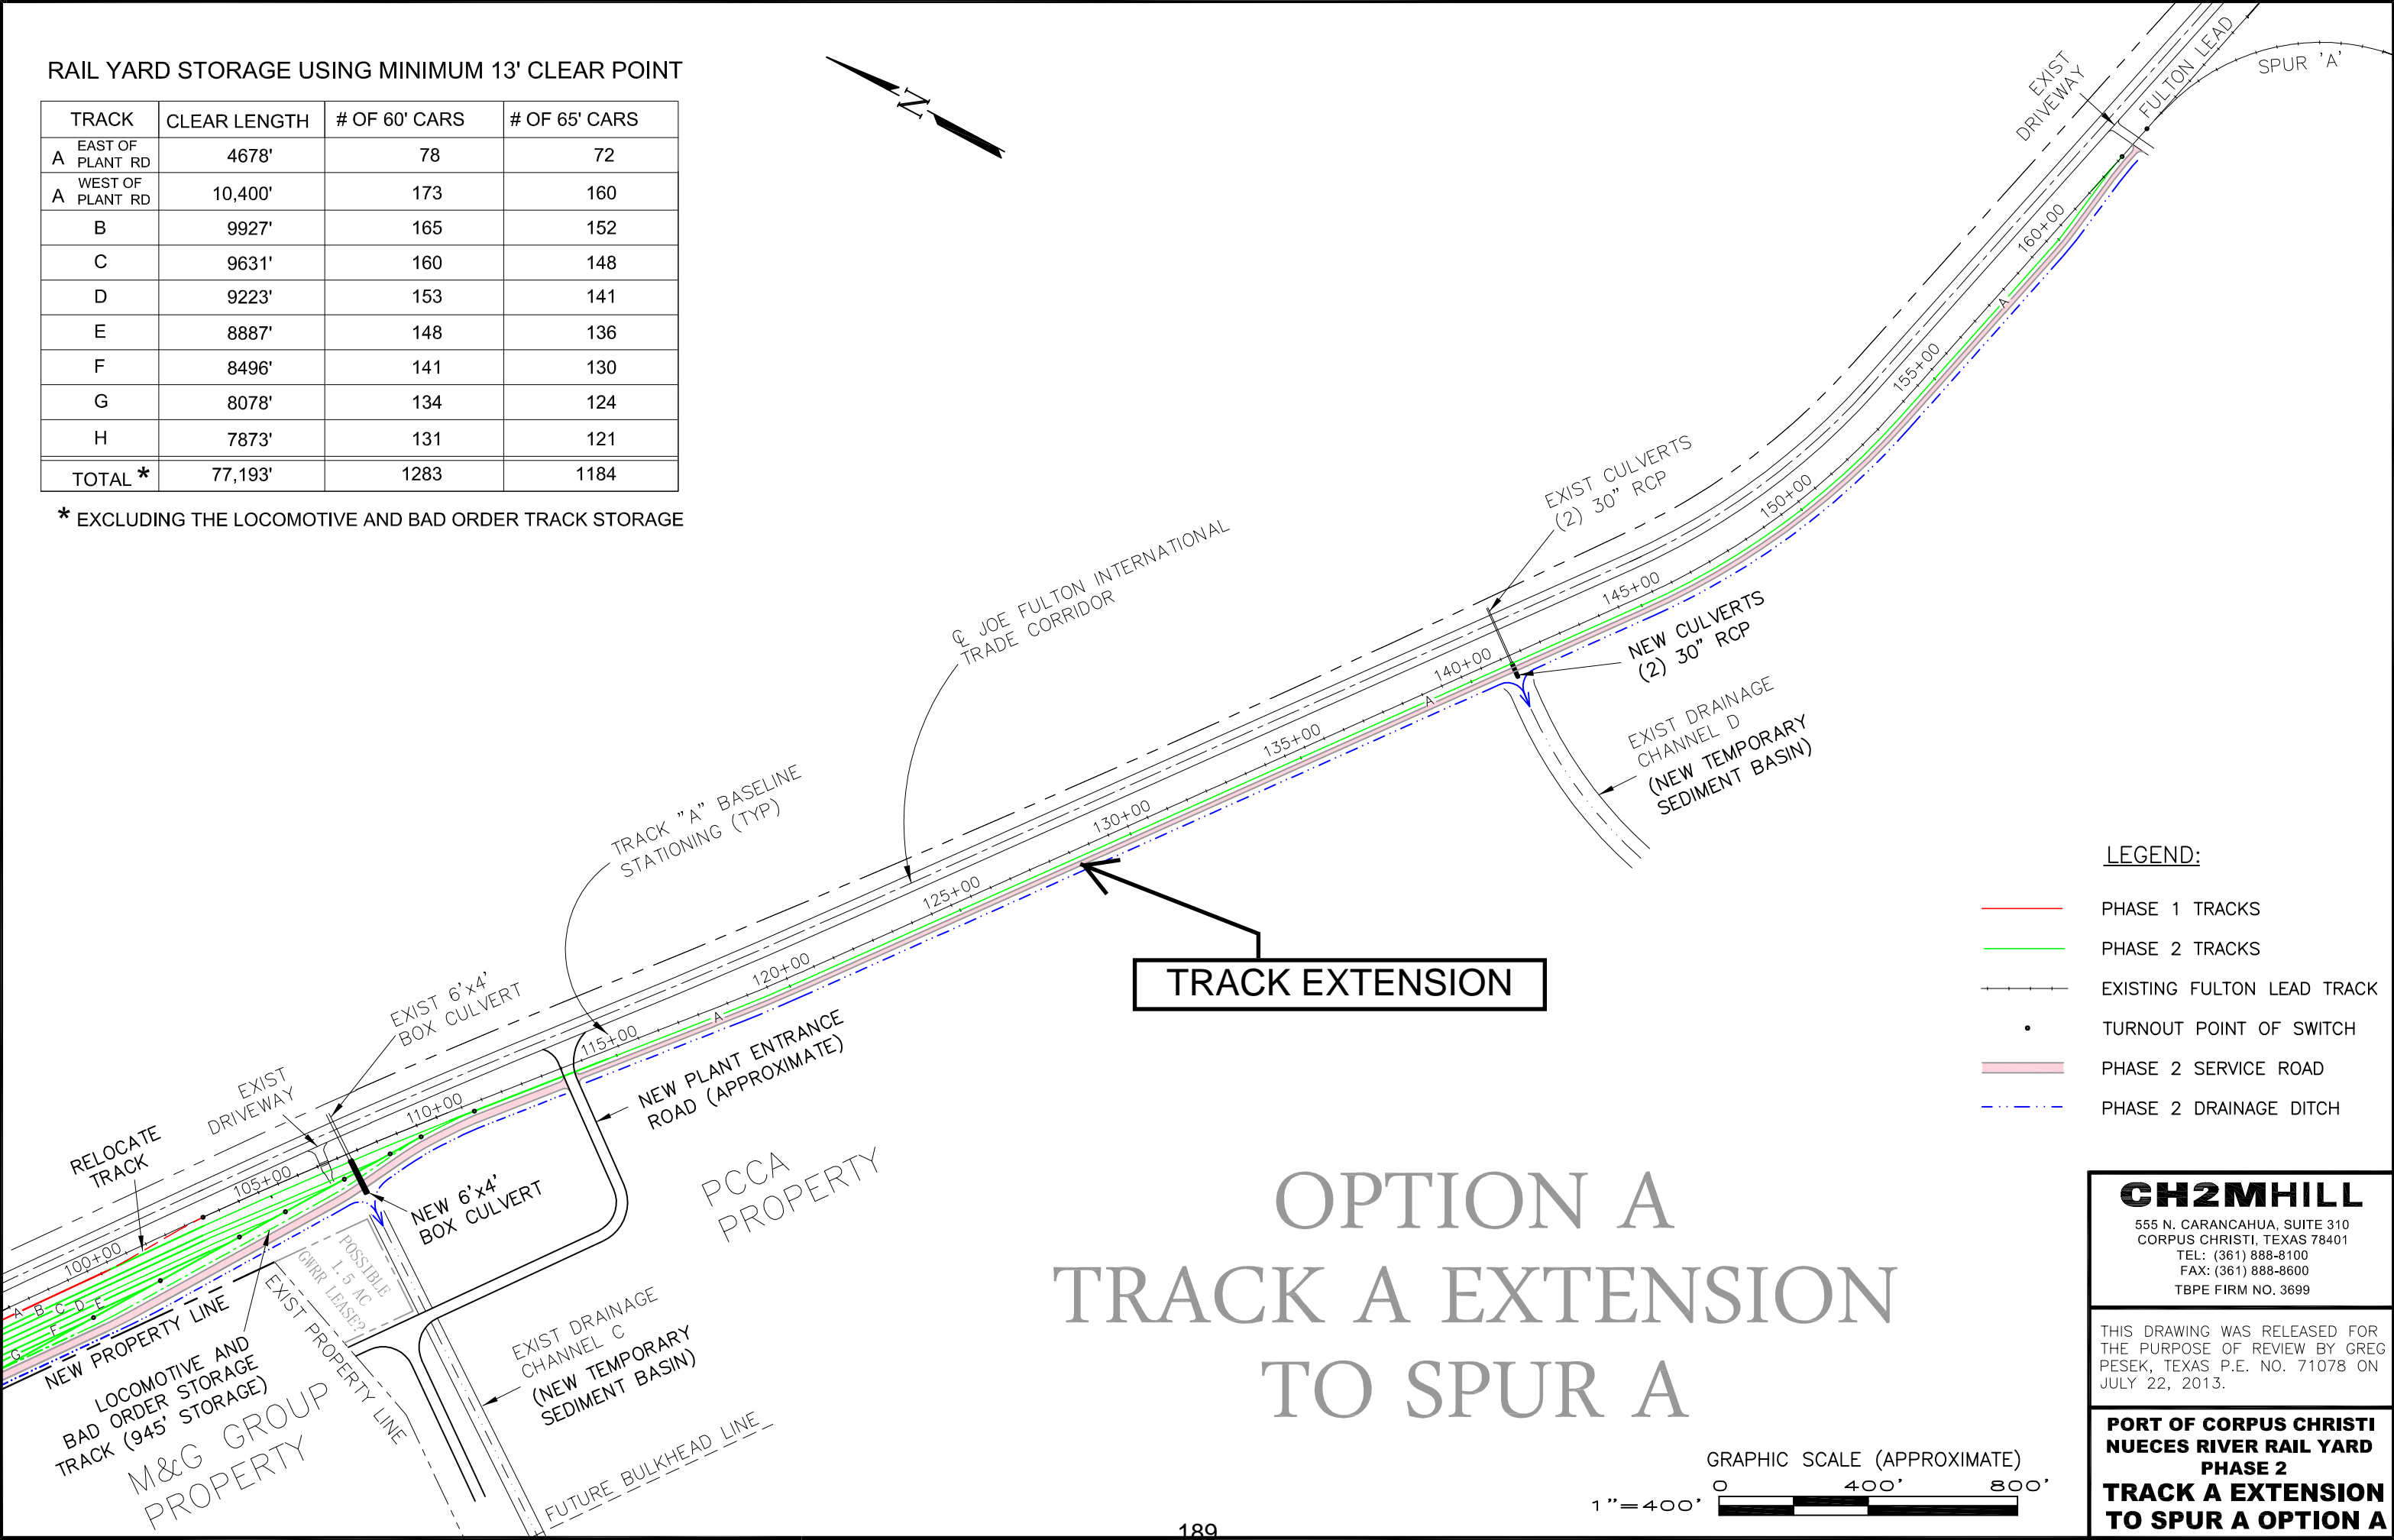 RAIL YARD STORAGE USING MINIMUM 13' CLEAR POINT
TRACK CLEAR LENGTH # OF 60' CARS # OF 65' CARS
A EAST OF PLANT RD 4678' 78 72
A WEST OF PLANT RD 10,400' 173 160
B 9927' 165 152
C 9631' 160 148
D 9223' 153 141
E 8887' 148 136
F 8496' 141 130
G 8078' 134 124
H 7873' 131 121
TOTAL * 77,193' 1283 1184
* EXCLUDING THE LOCOMOTIVE AND BAD ORDER TRACK STORAGE
N
EXIST
DRIVEWAY
FULTON LEAD
SPUR 'A'
160+00
A
155+00
150+00
EXIST CULVERTS
(2) 30" RCP
145+00
NEW CULVERTS
(2) 30" RCP
140+00
A
EXIST DRAINAGE
CHANNEL D
(NEW TEMPORARY
SEDIMENT BASIN)
135+00
℄ JOE FULTON INTERNATIONAL
TRADE CORRIDOR
130+00
TRACK "A" BASELINE
STATIONING (TYP)
125+00
TRACK EXTENSION
120+00
A
115+00
NEW PLANT ENTRANCE
ROAD (APPROXIMATE)
EXIST 6'x4'
BOX CULVERT
110+00
EXIST
DRIVEWAY
RELOCATE
TRACK
105+00
NEW 6'x4'
BOX CULVERT
PCCA
PROPERTY
100+00
A B C D E
F
G
POSSIBLE
1.5 AC
GWRR LEASE?!
NEW PROPERTY LINE
EXIST PROPERTY LINE
LOCOMOTIVE AND
BAD ORDER STORAGE
TRACK (945' STORAGE)
M&G GROUP
PROPERTY
EXIST DRAINAGE
CHANNEL C
(NEW TEMPORARY
SEDIMENT BASIN)
FUTURE BULKHEAD LINE
LEGEND:
PHASE 1 TRACKS
PHASE 2 TRACKS
EXISTING FULTON LEAD TRACK
TURNOUT POINT OF SWITCH
PHASE 2 SERVICE ROAD
PHASE 2 DRAINAGE DITCH
OPTION A
TRACK A EXTENSION
TO SPUR A
GRAPHIC SCALE (APPROXIMATE)
0 400' 800'
1"=400'
189
CH2MHILL
555 N. CARANCAHUA, SUITE 310
CORPUS CHRISTI, TEXAS 78401
TEL: (361) 888-8100
FAX: (361) 888-8600
TBPE FIRM NO. 3699
THIS DRAWING WAS RELEASED FOR
THE PURPOSE OF REVIEW BY GREG
PESEK, TEXAS P.E. NO. 71078 ON
JULY 22, 2013.
PORT OF CORPUS CHRISTI
NUECES RIVER RAIL YARD
PHASE 2
TRACK A EXTENSION
TO SPUR A OPTION A